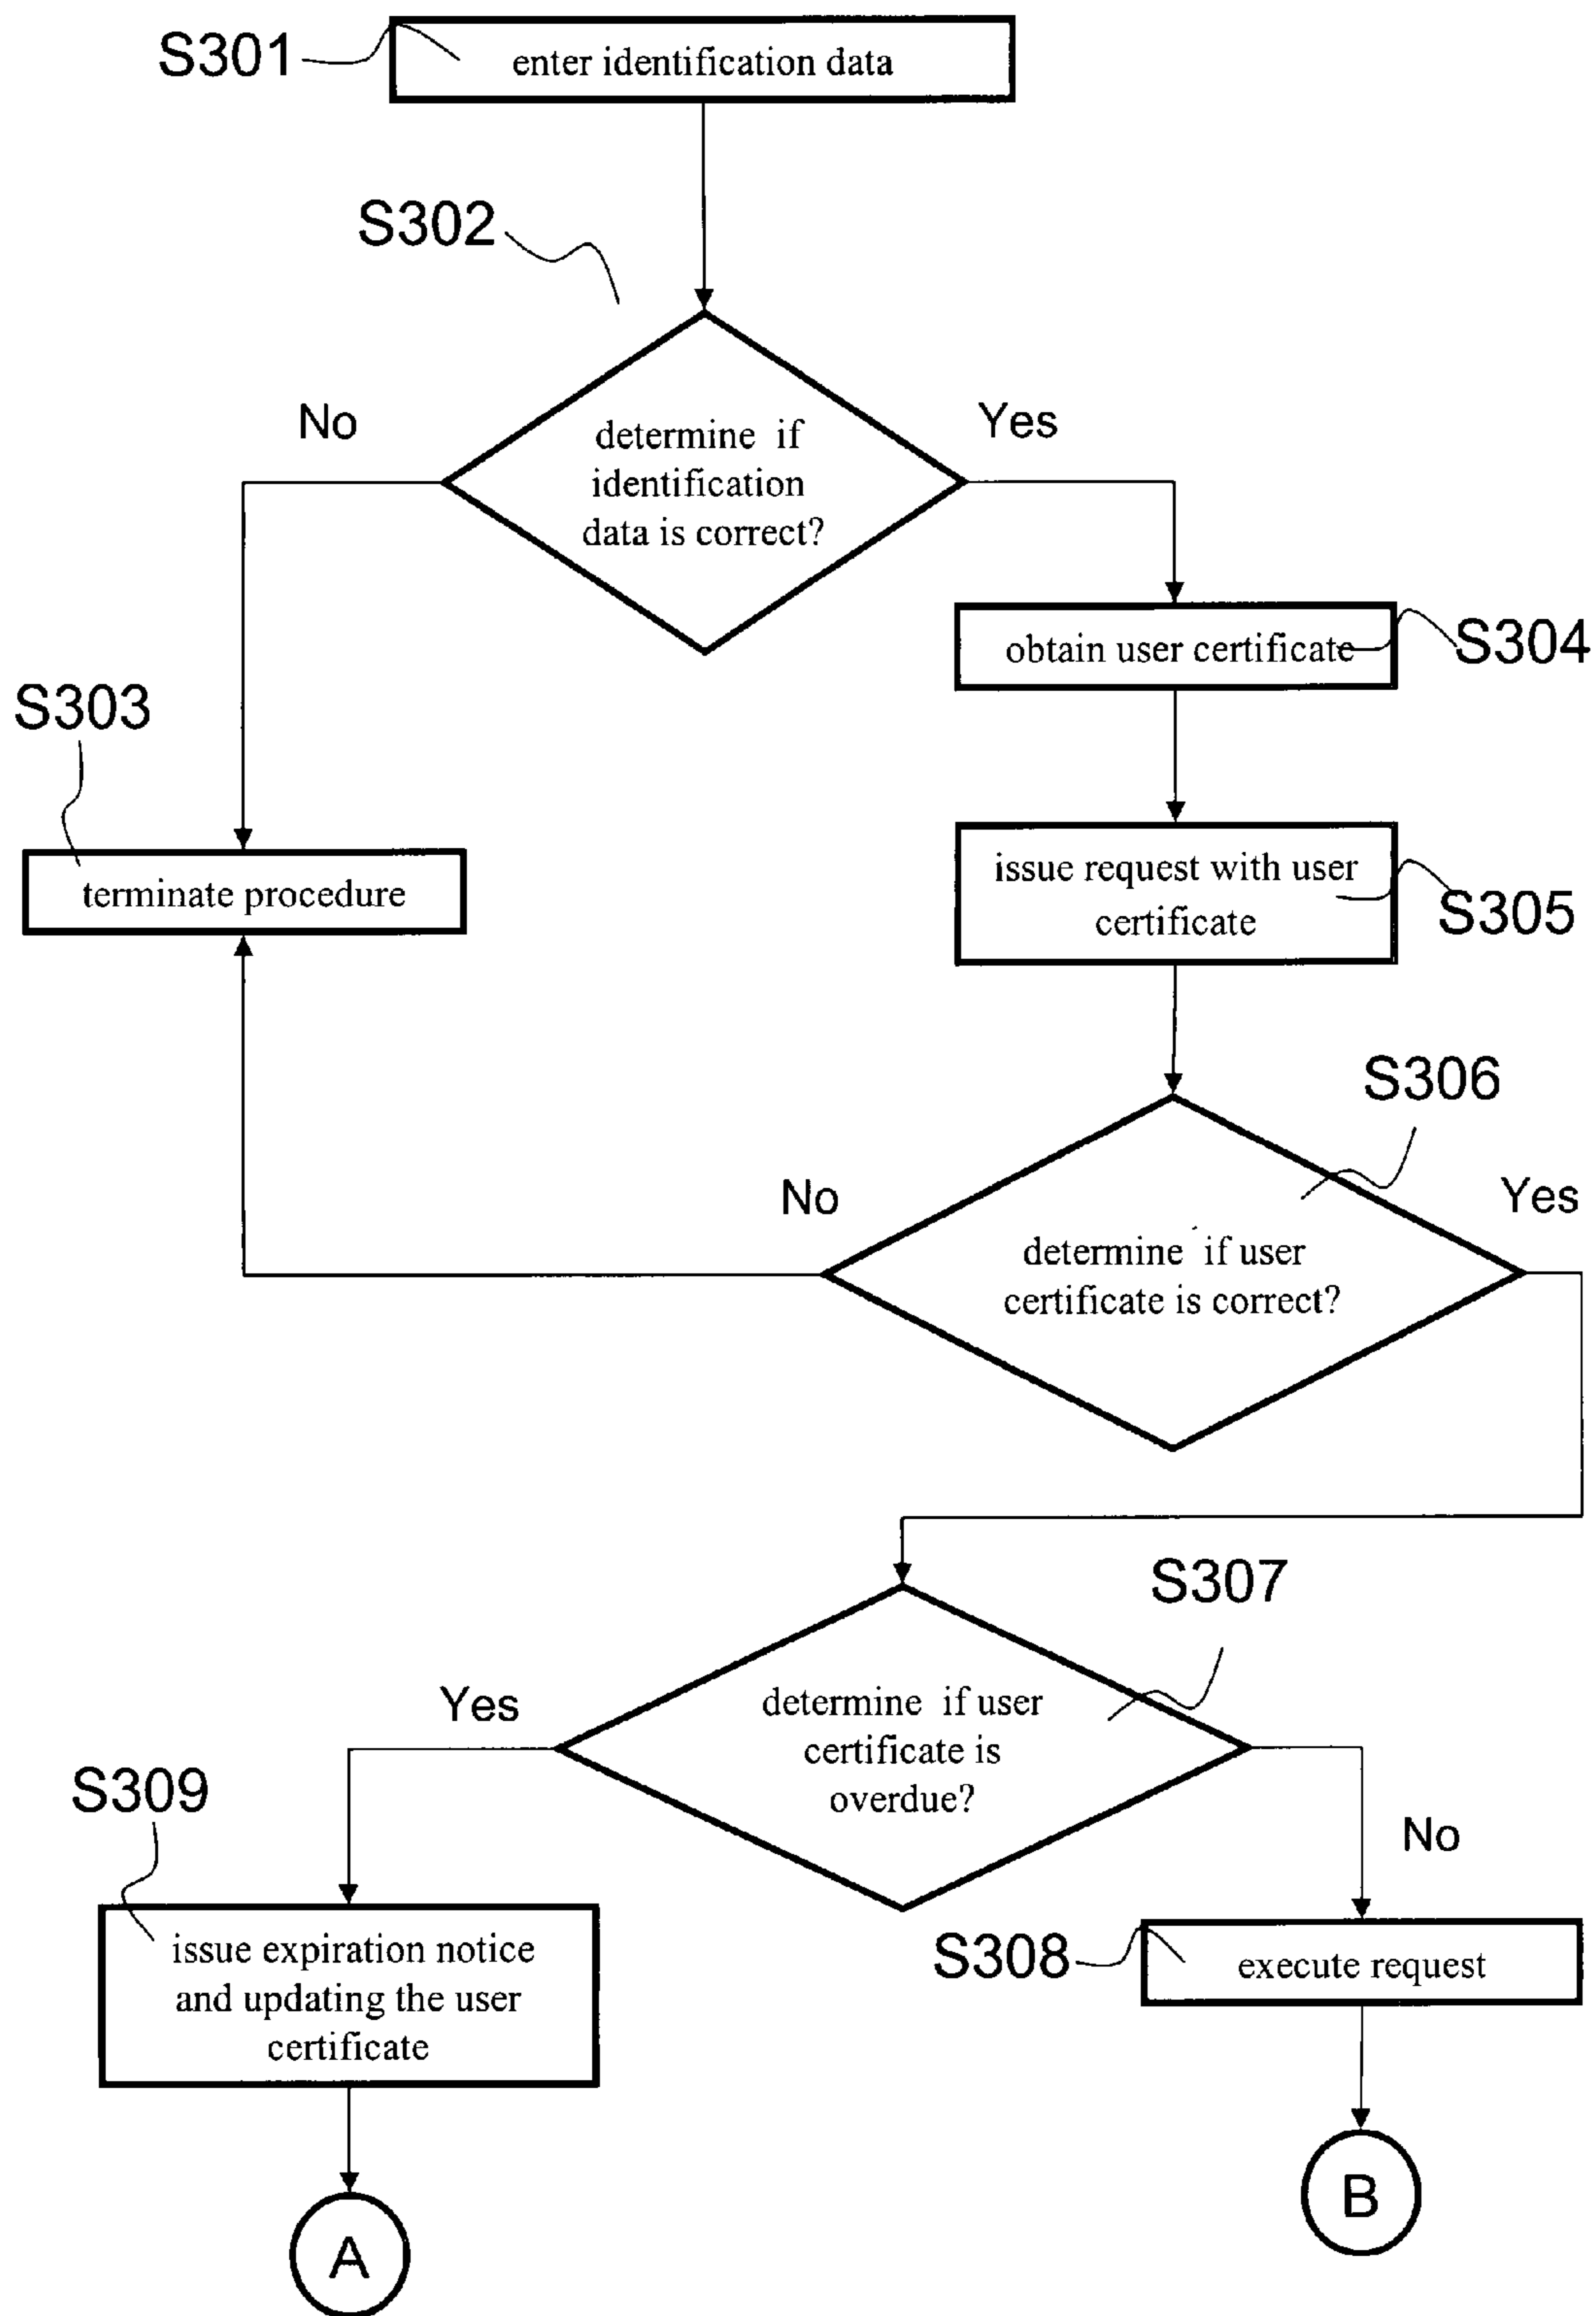 S301
enter identification data
S302
No
Yes
determine if
identification
data is correct?
obtain user certificate
S304
S303
terminate procedure
issue request with user
certificate
S305
S306
No
Yes
determine if user
certificate is correct?
S307
Yes
determine if user
certificate is
overdue?
S309
No
issue expiration notice
and updating the user
certificate
S308
execute request
B
A